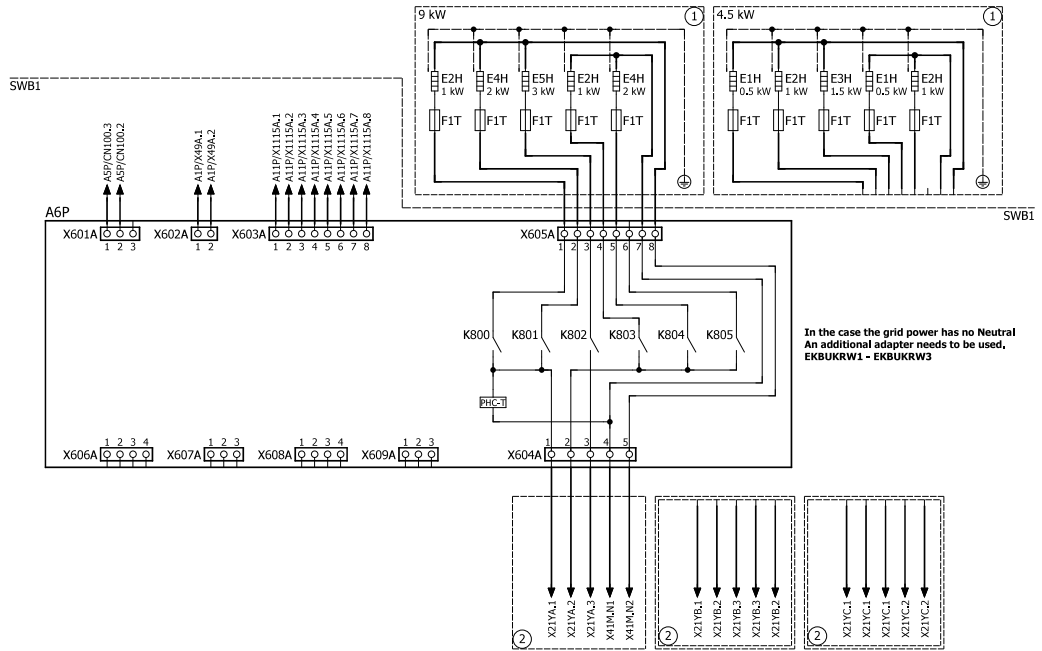 9 kW
1
4.5 kW
1
SWB1
E2H
1 kW
E4H
2 kW
E5H
3 kW
E2H
1 kW
E4H
2 kW
E1H
0.5 kW
E2H
1 kW
E3H
1.5 kW
E1H
0.5 kW
E2H
1 kW
F1T
F1T
F1T
F1T
F1T
F1T
F1T
F1T
F1T
F1T
A5P/CN100.3
A5P/CN100.2
A1P/X49A.1
A1P/X49A.2
A11P/X1115A.1
A11P/X1115A.2
A11P/X1115A.3
A11P/X1115A.4
A11P/X1115A.5
A11P/X1115A.6
A11P/X1115A.7
A11P/X1115A.8
SWB1
A6P
X601A
1 2 3
X602A
1 2
X603A
1 2 3 4 5 6 7 8
X605A
1 2 3 4 5 6 7 8
K800
K801
K802
K803
K804
K805
In the case the grid power has no Neutral
An additional adapter needs to be used,
EKBUKRW1 - EKBUKRW3
PHC-T
X606A
1 2 3 4
X607A
1 2 3
X608A
1 2 3 4
X609A
1 2 3
X604A
1 2 3 4 5
X21YA.1
X21YA.2
X21YA.3
X41M.N1
X41M.N2
2
X21YB.1
X21YB.2
X21YB.3
X21YB.3
X21YB.2
2
X21YC.1
X21YC.1
X21YC.1
X21YC.2
X21YC.2
2